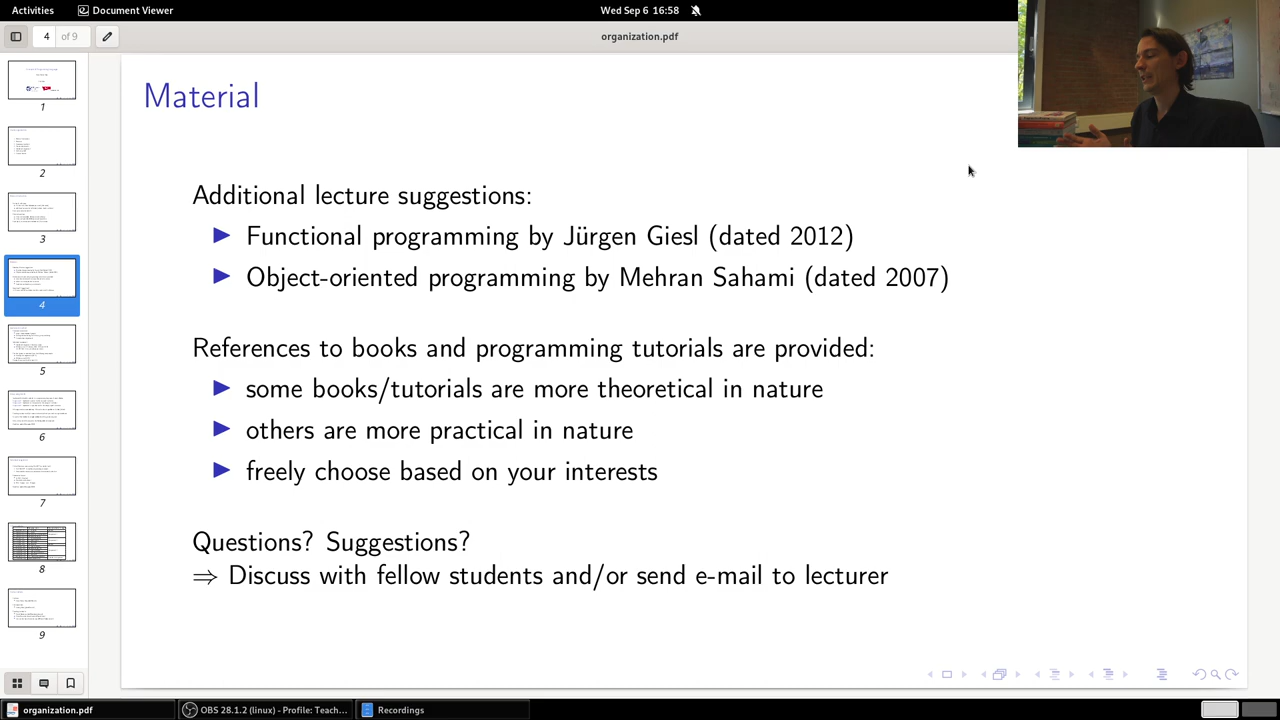 Activities
Document Viewer
Wed Sep 6 16:58
4 of 9
organization.pdf
1
2
3
4
5
6
7
8
9
Material
Additional lecture suggestions:
▶ Functional programming by Jürgen Giesl (dated 2012)
▶ Object-oriented programming by Mehran Sahami (dated 2007)
References to books and programming tutorials are provided:
▶ some books/tutorials are more theoretical in nature
▶ others are more practical in nature
▶ freely choose based on your interests
Questions? Suggestions?
⇒ Discuss with fellow students and/or send e-mail to lecturer
organization.pdf
OBS 28.1.2 (linux) - Profile: Teach...
Recordings